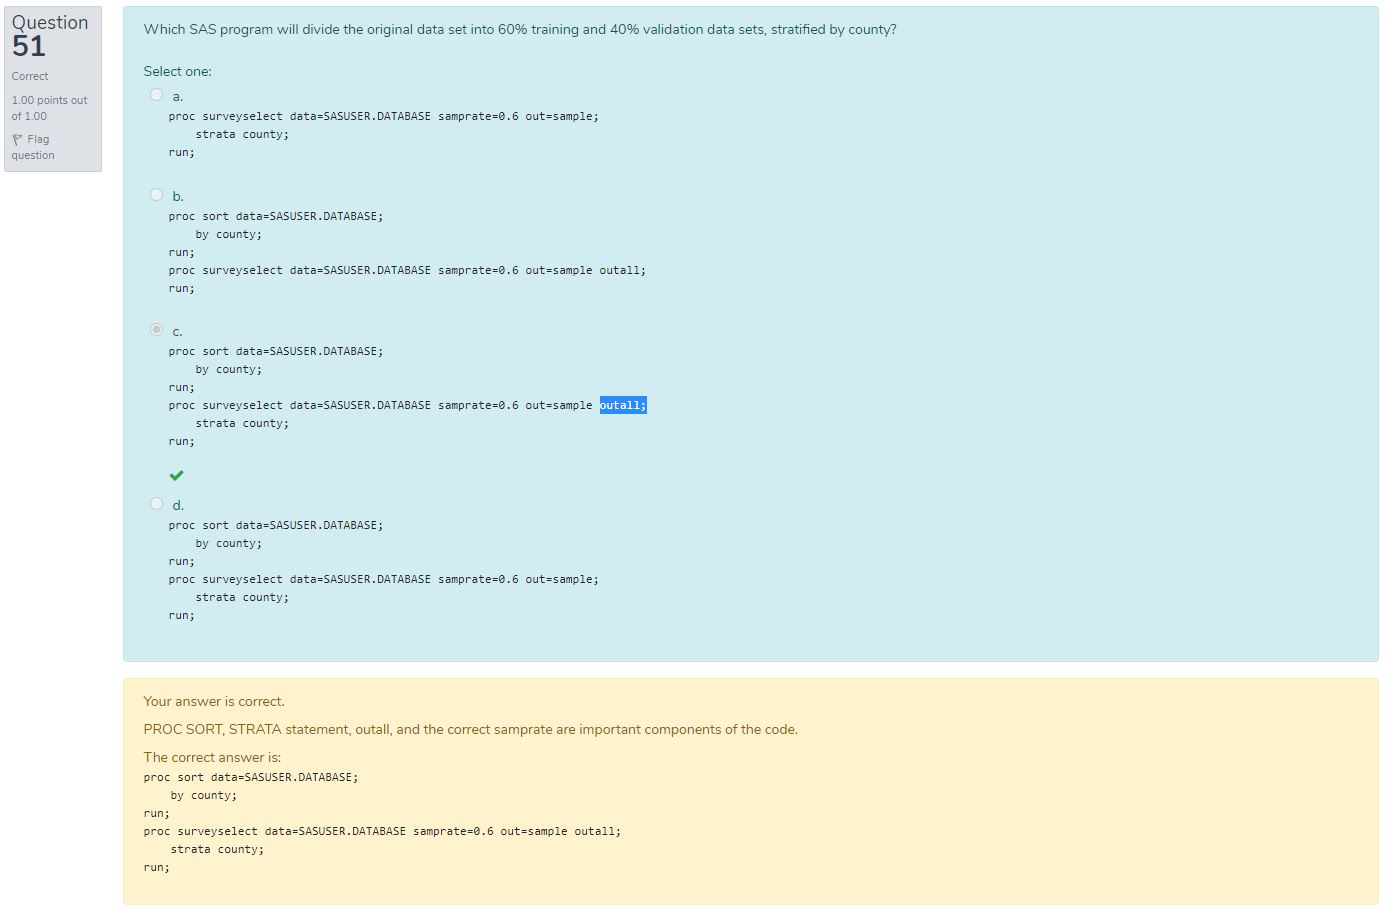 Question
51
Correct
1.00 points out
of 1.00
Flag
question
Which SAS program will divide the original data set into 60% training and 40% validation data sets, stratified by county?
Select one:
a.
proc surveyselect data=SASUSER.DATABASE samprate=0.6 out=sample;
    strata county;
run;
b.
proc sort data=SASUSER.DATABASE;
    by county;
run;
proc surveyselect data=SASUSER.DATABASE samprate=0.6 out=sample outall;
run;
c.
proc sort data=SASUSER.DATABASE;
    by county;
run;
proc surveyselect data=SASUSER.DATABASE samprate=0.6 out=sample outall;
    strata county;
run;
d.
proc sort data=SASUSER.DATABASE;
    by county;
run;
proc surveyselect data=SASUSER.DATABASE samprate=0.6 out=sample;
    strata county;
run;
Your answer is correct.
PROC SORT, STRATA statement, outall, and the correct samprate are important components of the code.
The correct answer is:
proc sort data=SASUSER.DATABASE;
    by county;
run;
proc surveyselect data=SASUSER.DATABASE samprate=0.6 out=sample outall;
    strata county;
run;